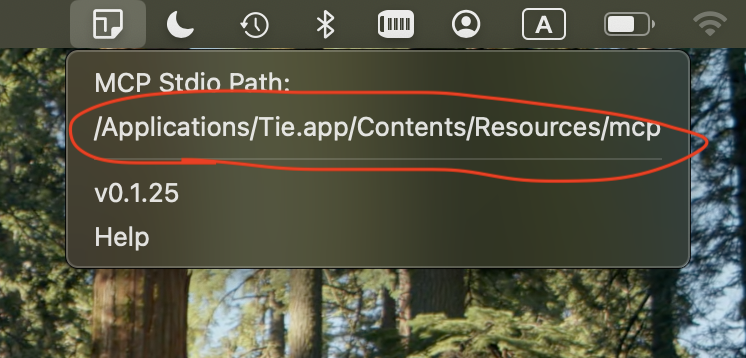 A
MCP Stdio Path:
/Applications/Tie.app/Contents/Resources/mcp
v0.1.25
Help